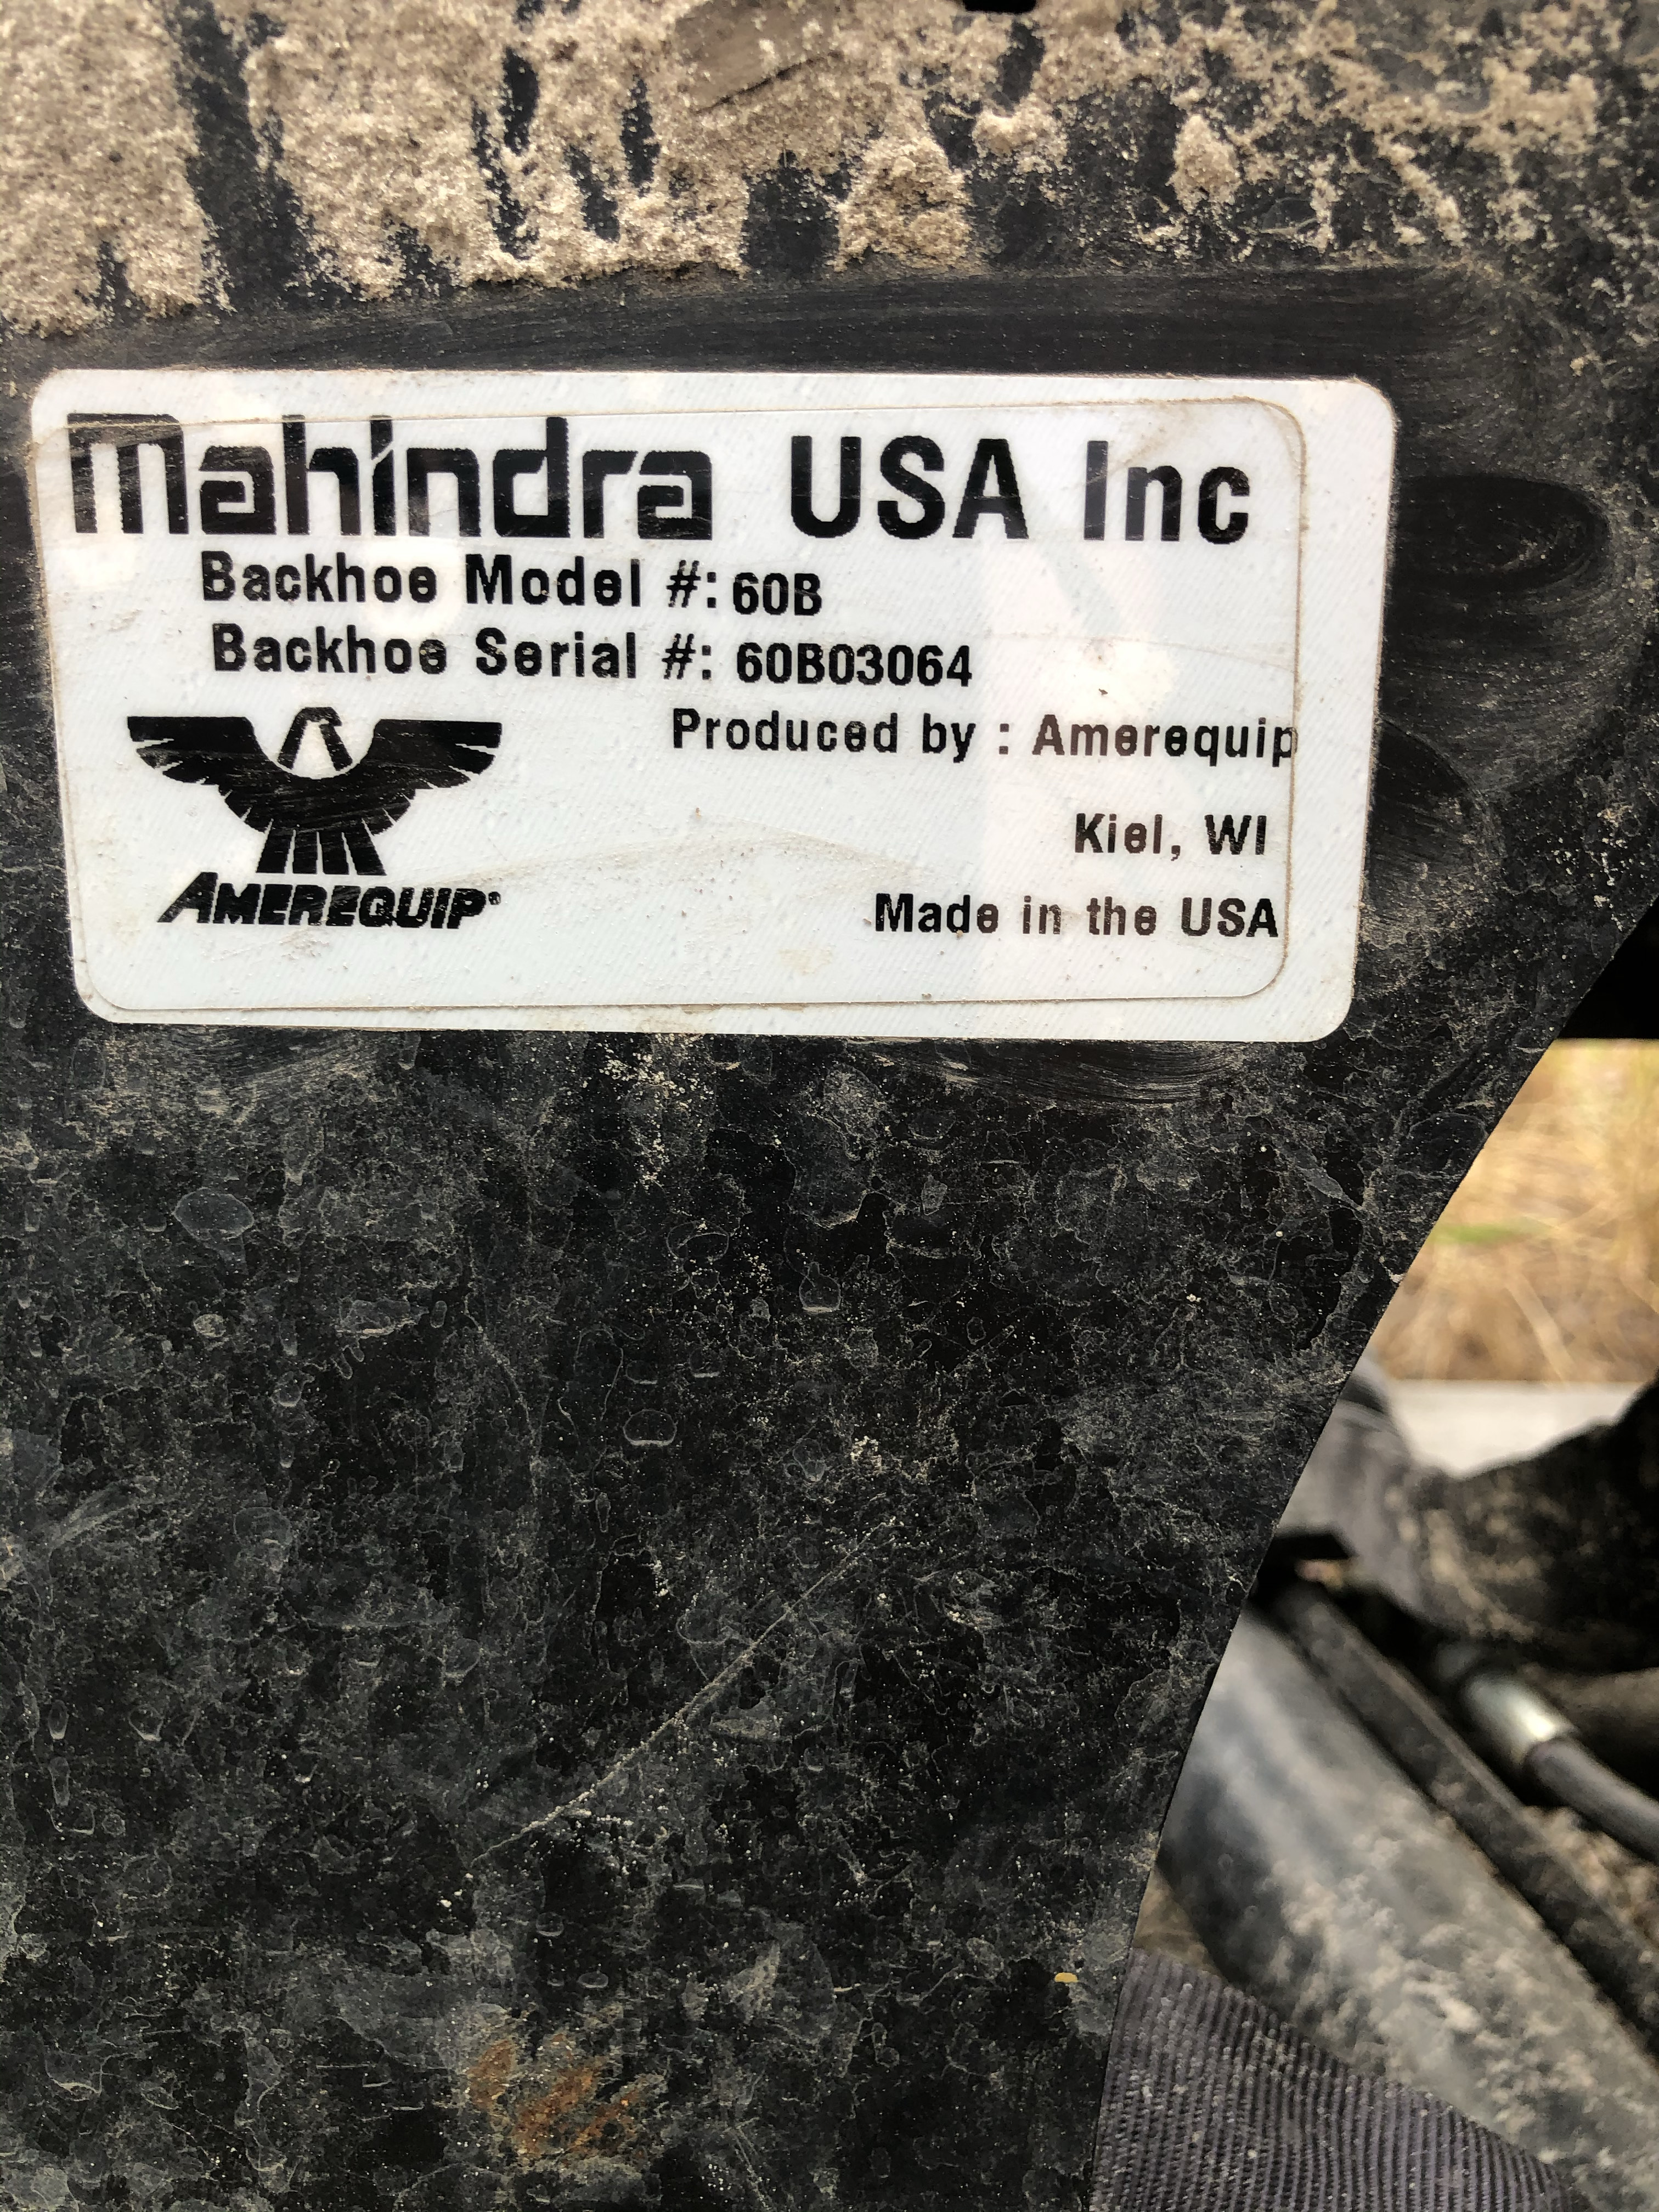 Mahindra USA Inc
Backhoe Model #: 60B
Backhoe Serial #: 60B03064
Produced by : Amerequip
Kiel, WI
Made in the USA
AMEREQUIP®